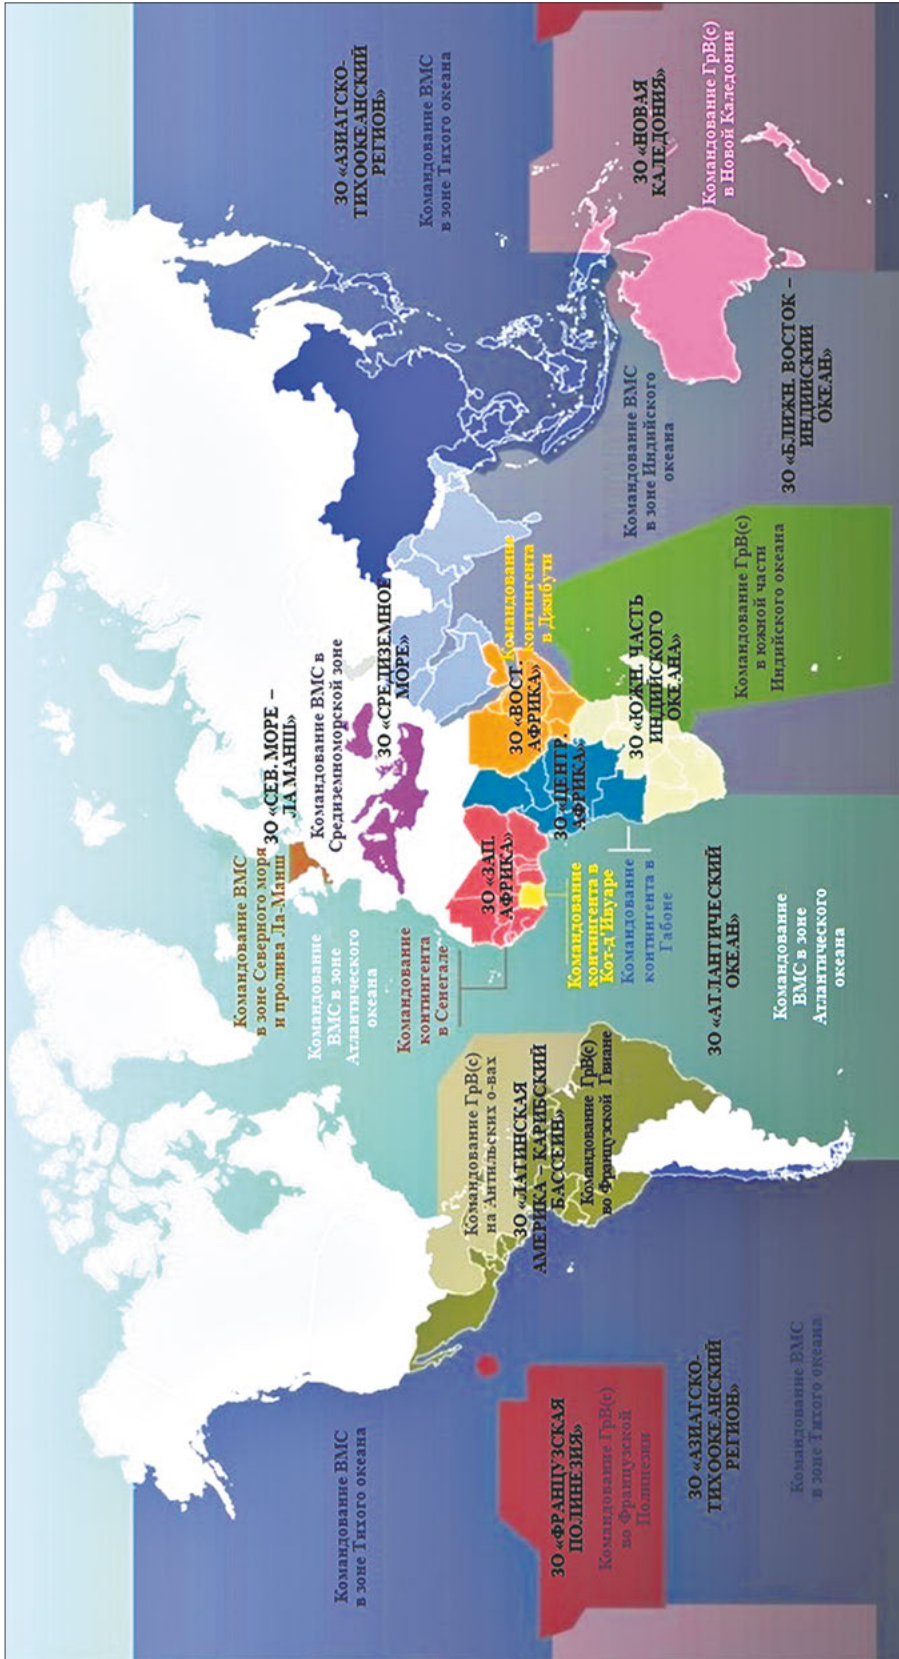 Командование ВМС
в зоне Тихого океана
ЗО «ФРАНЦУЗСКАЯ
ПОЛИНЕЗИЯ»
Командование ГрВ(с)
во Французской
Полинезии
ЗО «АЗИАТСКО-
ТИХООКЕАНСКИЙ
РЕГИОН»
Командование ВМС
в зоне Тихого океана
Командование ГрВ(с)
на Антильских о-вах
ЗО «ЛАТИНСКАЯ
АМЕРИКА – КАРИБСКИЙ
БАССЕЙН»
Командование ГрВ(с)
во Французской Гвиане
Командование ВМС
в зоне Северного моря
и пролива Ла-Манш
ЗО «СЕВ. МОРЕ –
ЛА МАНШ»
Командование
ВМС в зоне
Атлантического
океана
Командование
контингента
в Сенегале
Командование ВМС в
Средиземноморской зоне
ЗО «СРЕДИЗЕМНОЕ
МОРЕ»
ЗО «ЗАП.
АФРИКА»
ЗО «ВОСТ.
АФРИКА»
Командование
контингента
в Джибути
ЗО «ЦЕНТР.
АФРИКА»
Командование
контингента в
Кот-д'Ивуаре
Командование
контингента в
Габоне
ЗО «ЮЖН. ЧАСТЬ
ИНДИЙСКОГО
ОКЕАНА»
ЗО «АТЛАНТИЧЕСКИЙ
ОКЕАН»
Командование
ВМС в зоне
Атлантического
океана
Командование ГрВ(с)
в южной части
Индийского океана
Командование ВМС
в зоне Индийского
океана
ЗО «БЛИЖН. ВОСТОК –
ИНДИЙСКИЙ
ОКЕАН»
ЗО «АЗИАТСКО-
ТИХООКЕАНСКИЙ
РЕГИОН»
Командование ВМС
в зоне Тихого океана
ЗО «НОВАЯ
КАЛЕДОНИЯ»
Командование ГрВ(с)
в Новой Каледонии